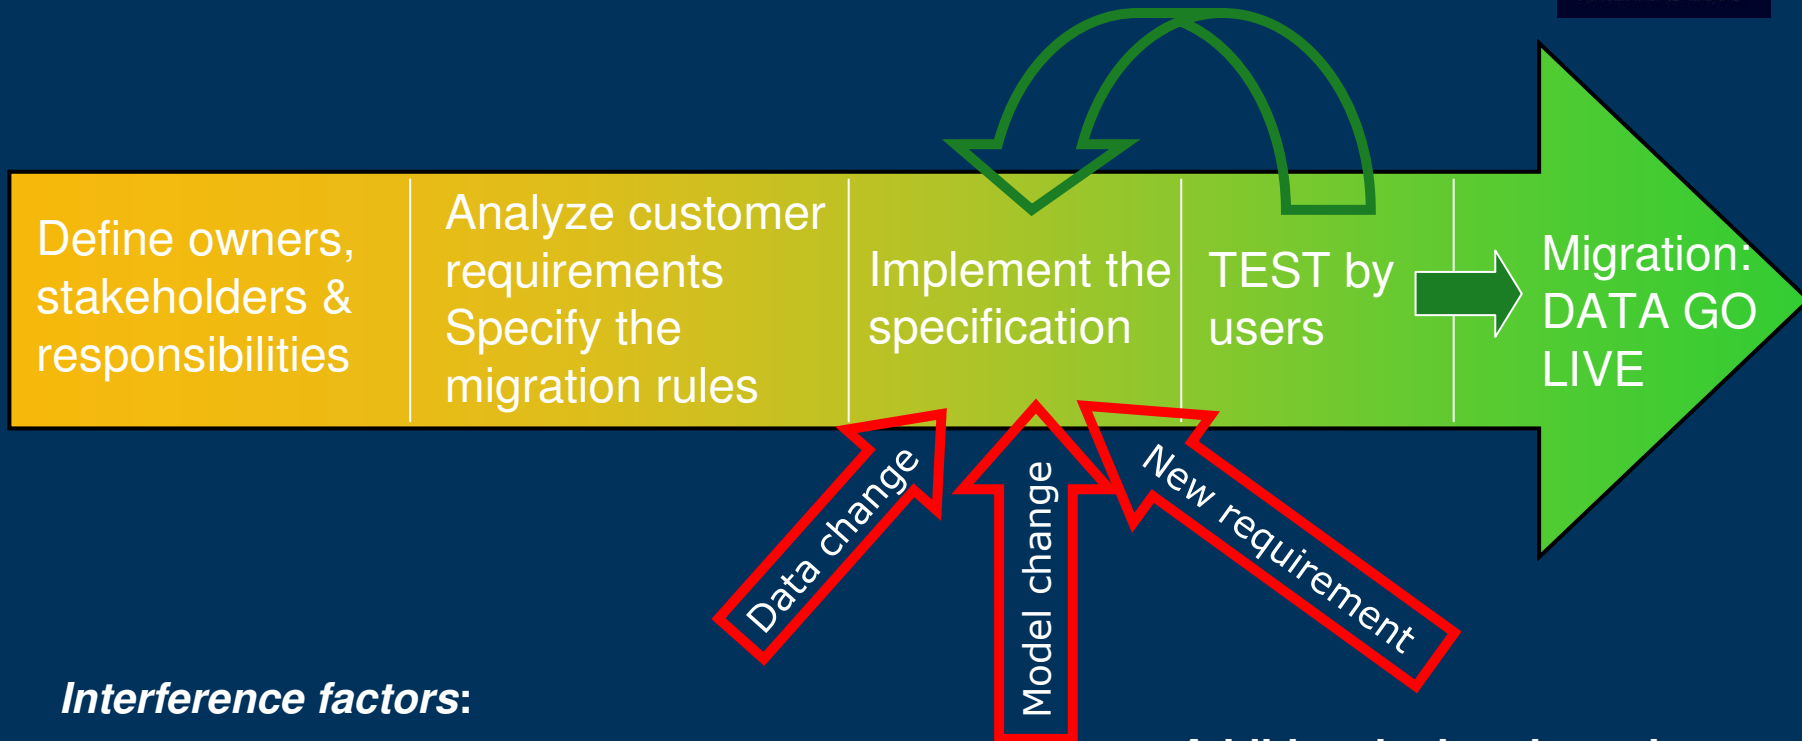 Define owners,
stakeholders &
responsibilities
Analyze customer
requirements
Specify the
migration rules
Implement the
specification
TEST by
users
Migration:
DATA GO
LIVE
Data change
Model change
New requirement
Interference factors: